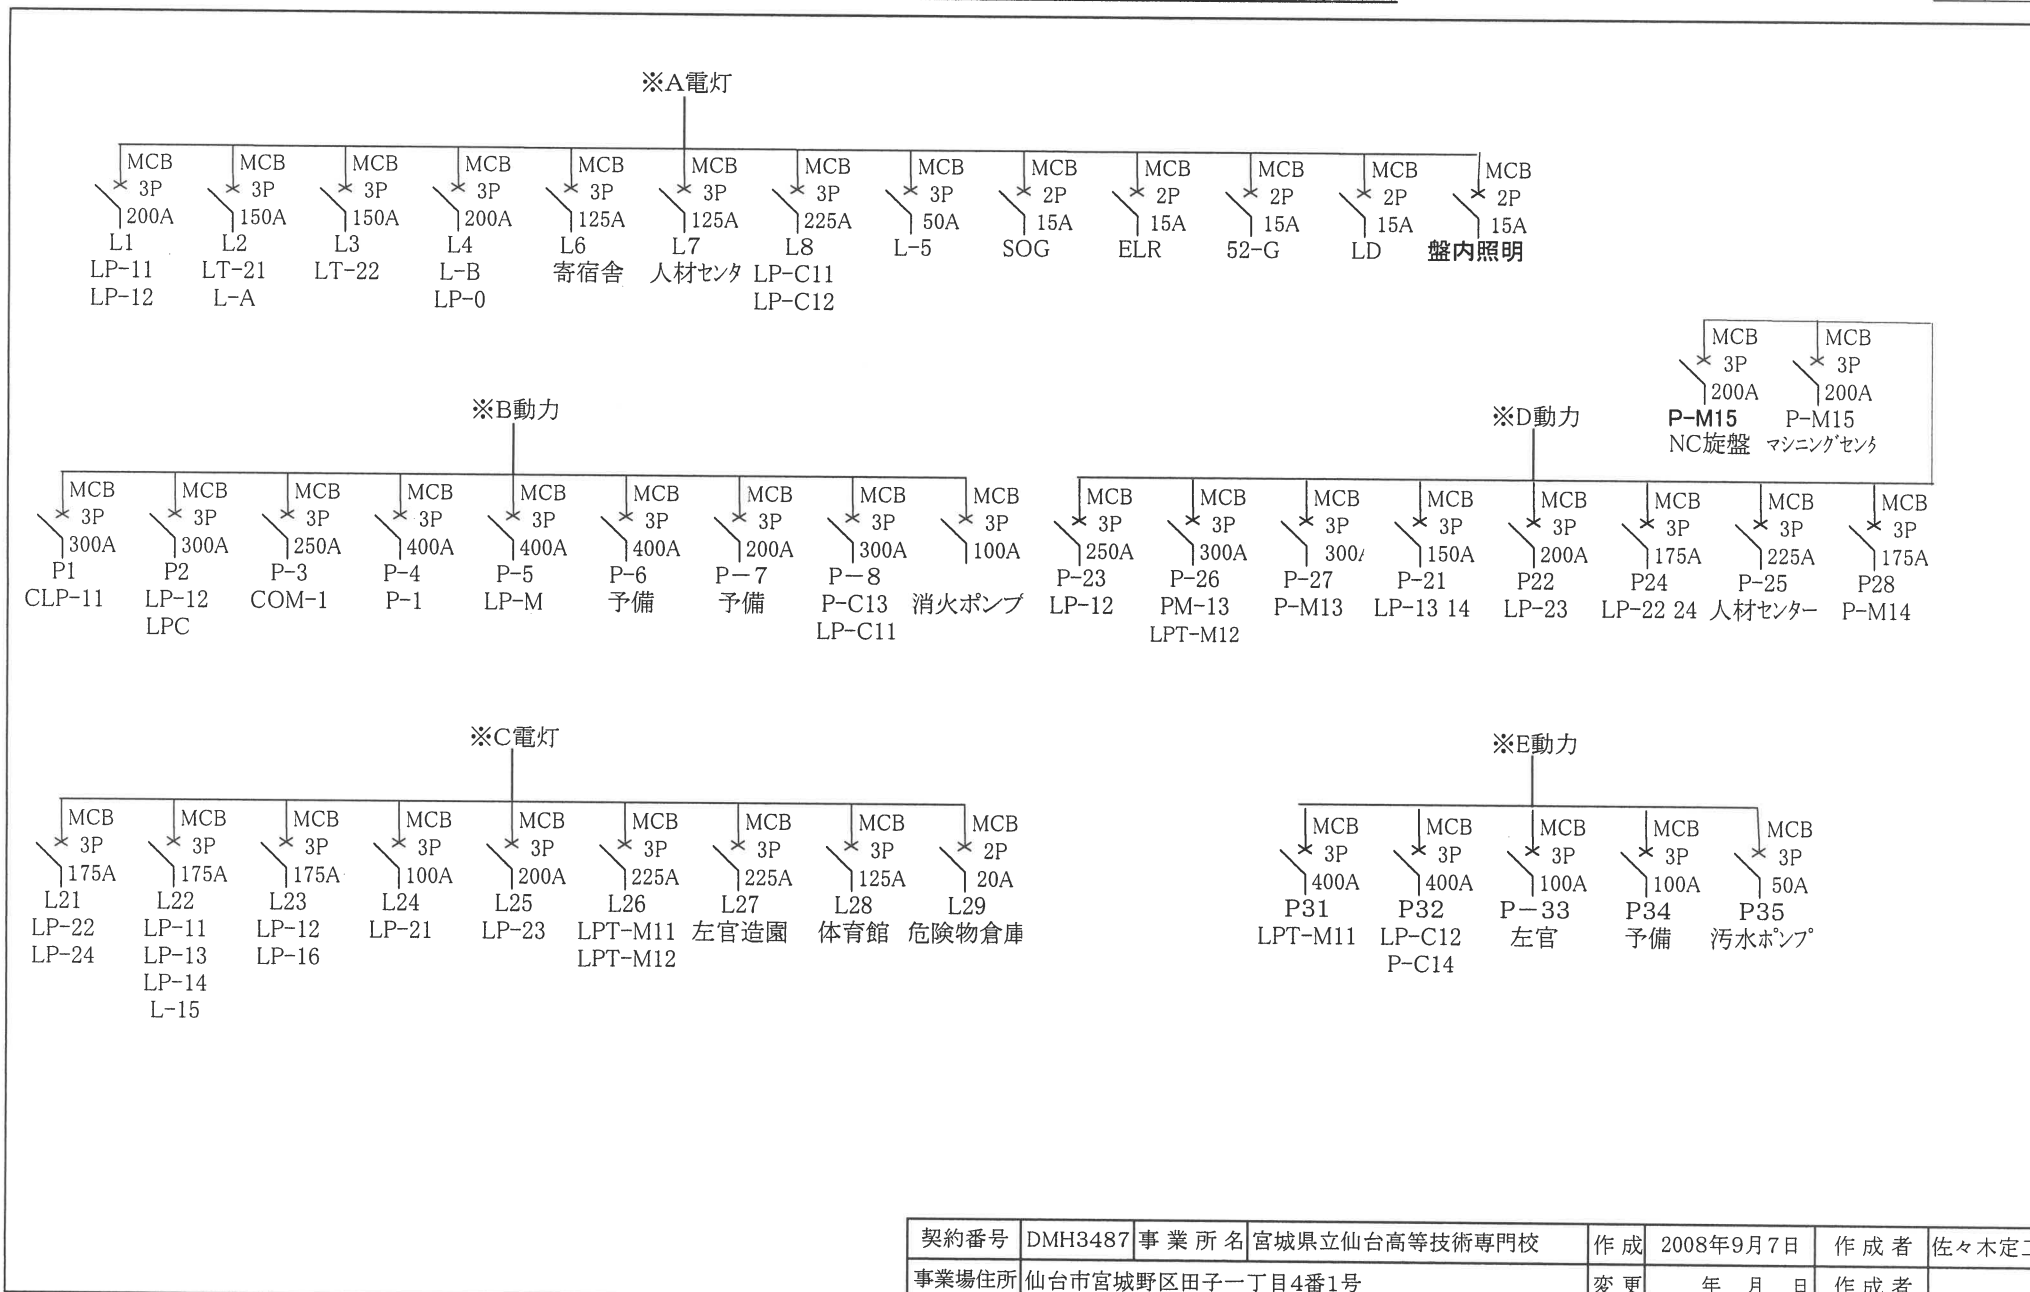 ※A電灯
MCB MCB MCB MCB MCB MCB MCB MCB MCB MCB MCB MCB MCB
3P 3P 3P 3P 3P 3P 3P 3P 2P 2P 2P 2P 2P
200A 150A 150A 200A 125A 125A 225A 50A 15A 15A 15A 15A 15A
L1 L2 L3 L4 L6 L7 L8 L-5 SOG ELR 52-G LD 盤内照明
LP-11 LT-21 LT-22 L-B 寄宿舎 人材センタ LP-C11
LP-12 L-A LP-0 LP-C12
MCB MCB
3P 3P
200A 200A
P-M15 P-M15
NC旋盤 マシニングセンタ
※B動力
MCB MCB MCB MCB MCB MCB MCB MCB MCB
3P 3P 3P 3P 3P 3P 3P 3P 3P
300A 300A 250A 400A 400A 400A 200A 300A 100A
P1 P2 P-3 P-4 P-5 P-6 P-7 P-8
CLP-11 LP-12 COM-1 P-1 LP-M 予備 予備 P-C13 消火ポンプ
LPC LP-C11
※D動力
MCB MCB MCB MCB MCB MCB MCB MCB
3P 3P 3P 3P 3P 3P 3P 3P
250A 300A 300A 150A 200A 175A 225A 175A
P-23 P-26 P-27 P-21 P22 P24 P-25 P28
LP-12 PM-13 P-M13 LP-13 14 LP-23 LP-22 24 人材センター P-M14
LPT-M12
※C電灯
MCB MCB MCB MCB MCB MCB MCB MCB MCB
3P 3P 3P 3P 3P 3P 3P 3P 2P
175A 175A 175A 100A 200A 225A 225A 125A 20A
L21 L22 L23 L24 L25 L26 L27 L28 L29
LP-22 LP-11 LP-12 LP-21 LP-23 LPT-M11 左官造園 体育館 危険物倉庫
LP-24 LP-13 LP-16 LPT-M12
LP-14
L-15
※E動力
MCB MCB MCB MCB MCB
3P 3P 3P 3P 3P
400A 400A 100A 100A 50A
P31 P32 P-33 P34 P35
LPT-M11 LP-C12 左官 予備 汚水ポンプ
P-C14
契約番号 DMH3487 事業所名 宮城県立仙台高等技術専門校 作成 2008年9月7日 作成者 佐々木定
事業場住所 仙台市宮城野区田子一丁目4番1号 変更 年 月 日 作成者